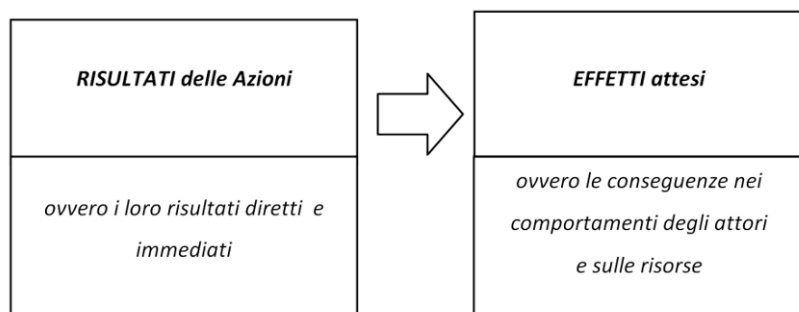 RISULTATI delle Azioni
ovvero i loro risultati diretti e
immediati
EFFETTI attesi
ovvero le conseguenze nei
comportamenti degli attori
e sulle risorse